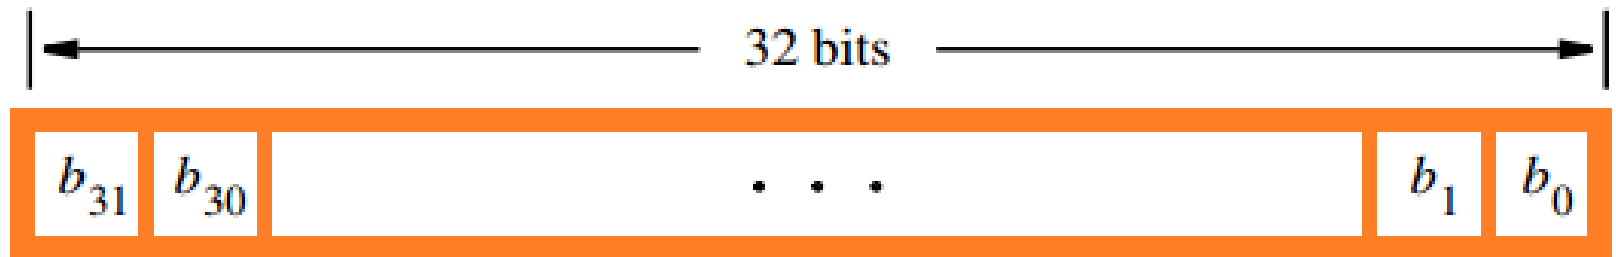 32 bits
b31 b30 . . . b1 b0